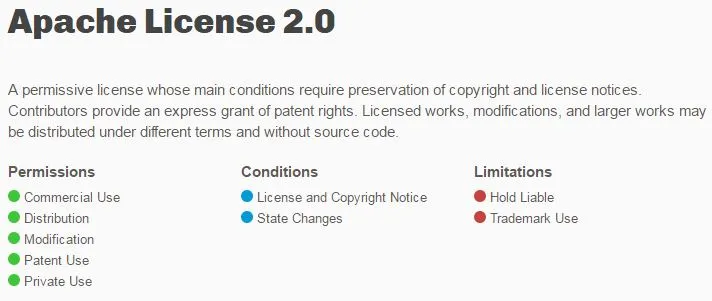 Apache License 2.0
A permissive license whose main conditions require preservation of copyright and license notices.
Contributors provide an express grant of patent rights. Licensed works, modifications, and larger works may
be distributed under different terms and without source code.
Permissions
Commercial Use
Distribution
Modification
Patent Use
Private Use
Conditions
License and Copyright Notice
State Changes
Limitations
Hold Liable
Trademark Use